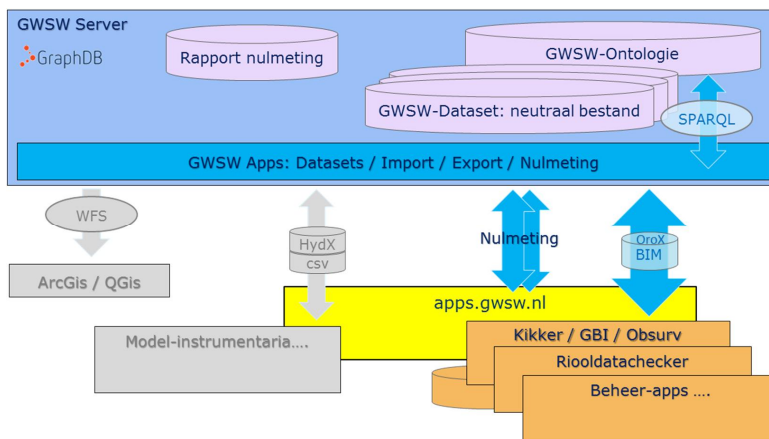 GWSW Server
GraphDB
Rapport nulmeting
GWSW-Ontologie
GWSW-Dataset: neutraal bestand
SPARQL
GWSW Apps: Datasets / Import / Export / Nulmeting
WFS
HydX
csv
Nulmeting
OroX
BIM
ArcGis / QGis
apps.gwsw.nl
Model-instrumentaria....
Kikker / GBI / Obsurv
Riooldatachecker
Beheer-apps ....